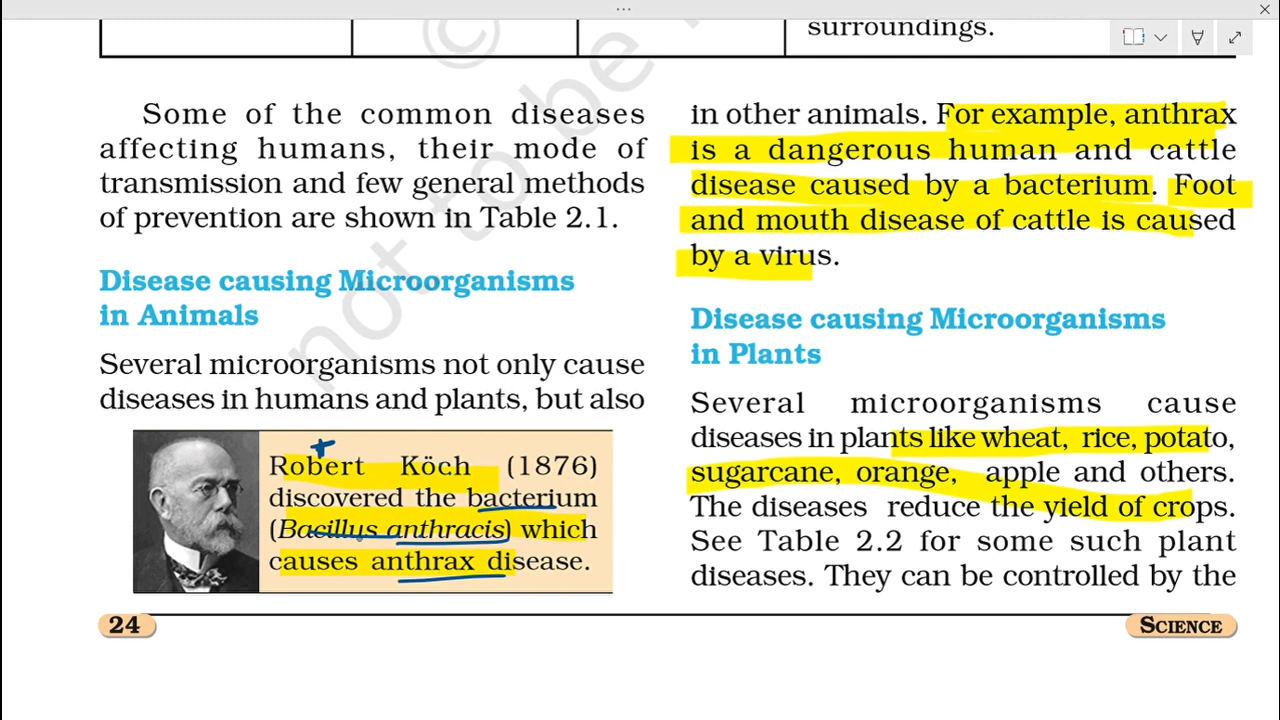 surroundings.
Some of the common diseases
affecting humans, their mode of
transmission and few general methods
of prevention are shown in Table 2.1.
Disease causing Microorganisms
in Animals
Several microorganisms not only cause
diseases in humans and plants, but also
Robert Köch (1876)
discovered the bacterium
(Bacillus anthracis) which
causes anthrax disease.
in other animals. For example, anthrax
is a dangerous human and cattle
disease caused by a bacterium. Foot
and mouth disease of cattle is caused
by a virus.
Disease causing Microorganisms
in Plants
Several microorganisms cause
diseases in plants like wheat, rice, potato,
sugarcane, orange, apple and others.
The diseases reduce the yield of crops.
See Table 2.2 for some such plant
diseases. They can be controlled by the
24
SCIENCE
© not to be